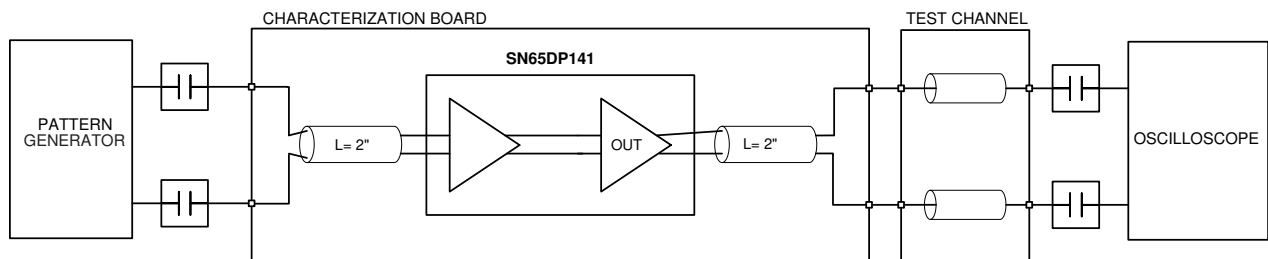 CHARACTERIZATION BOARD
TEST CHANNEL
SN65DP141
PATTERN
GENERATOR
L= 2"
OUT
L= 2"
OSCILLOSCOPE